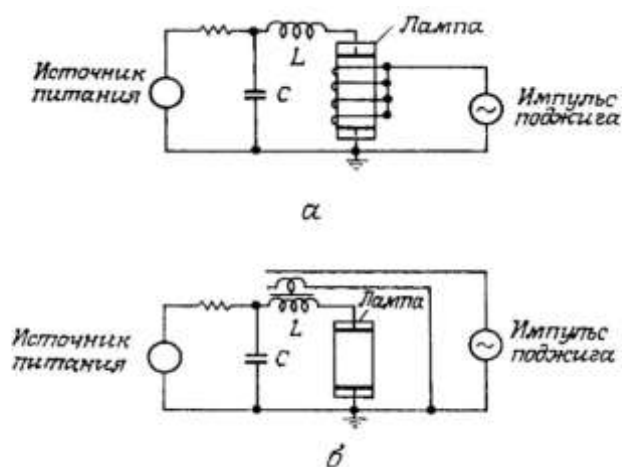 Лампа
L
Источник
питания
C
Импульс
поджига
а
Лампа
L
Источник
питания
C
Импульс
поджига
б